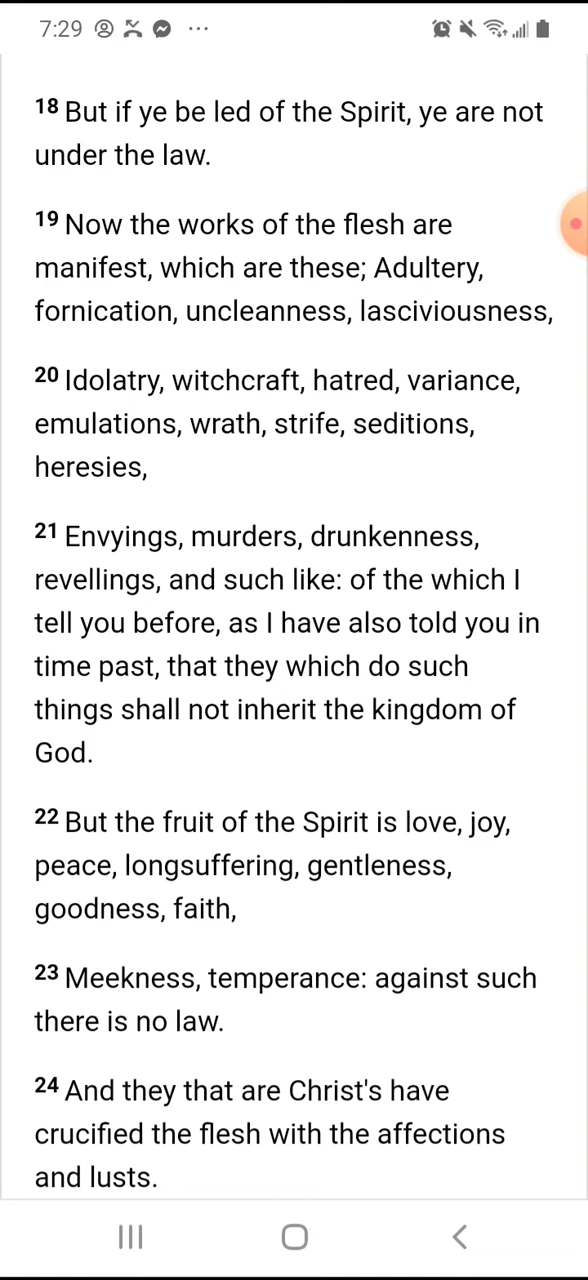 7:29
18 But if ye be led of the Spirit, ye are not
under the law.
19 Now the works of the flesh are
manifest, which are these; Adultery,
fornication, uncleanness, lasciviousness,
20 Idolatry, witchcraft, hatred, variance,
emulations, wrath, strife, seditions,
heresies,
21 Envyings, murders, drunkenness,
revellings, and such like: of the which I
tell you before, as I have also told you in
time past, that they which do such
things shall not inherit the kingdom of
God.
22 But the fruit of the Spirit is love, joy,
peace, longsuffering, gentleness,
goodness, faith,
23 Meekness, temperance: against such
there is no law.
24 And they that are Christ's have
crucified the flesh with the affections
and lusts.